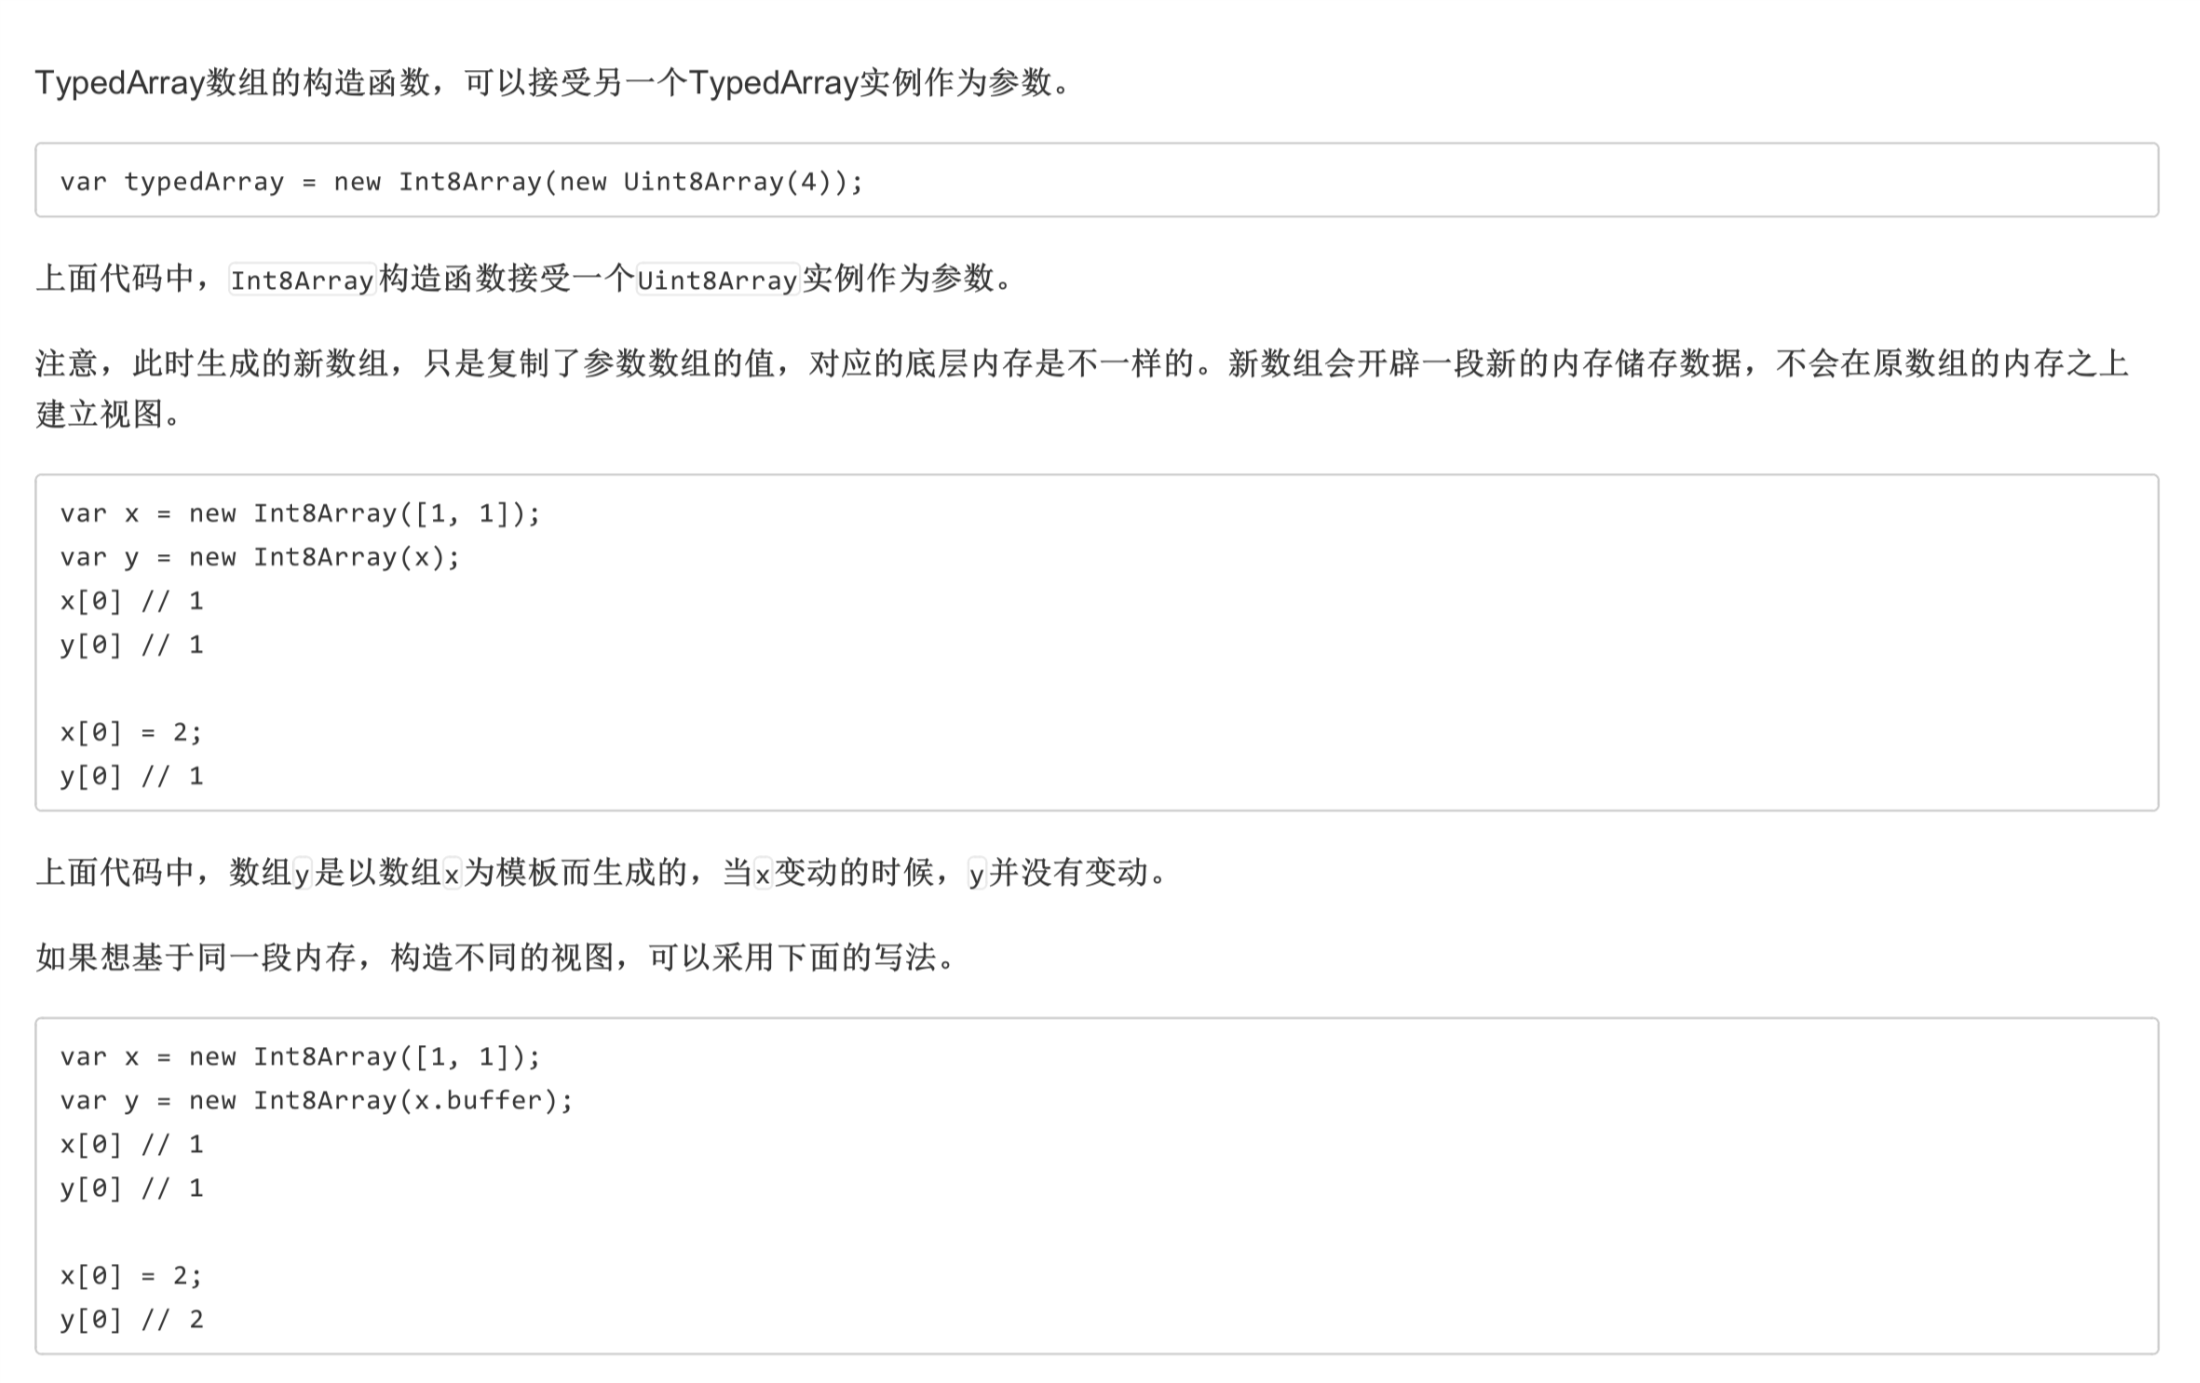 TypedArray数组的构造函数，可以接受另一个TypedArray实例作为参数。
var typedArray = new Int8Array(new Uint8Array(4));
上面代码中，Int8Array构造函数接受一个Uint8Array实例作为参数。
注意，此时生成的新数组，只是复制了参数数组的值，对应的底层内存是不一样的。新数组会开辟一段新的内存储存数据，不会在原数组的内存之上
建立视图。
var x = new Int8Array([1, 1]);
var y = new Int8Array(x);
x[0] // 1
y[0] // 1
x[0] = 2;
y[0] // 1
上面代码中，数组y是以数组x为模板而生成的，当x变动的时候，y并没有变动。
如果想基于同一段内存，构造不同的视图，可以采用下面的写法。
var x = new Int8Array([1, 1]);
var y = new Int8Array(x.buffer);
x[0] // 1
y[0] // 1
x[0] = 2;
y[0] // 2